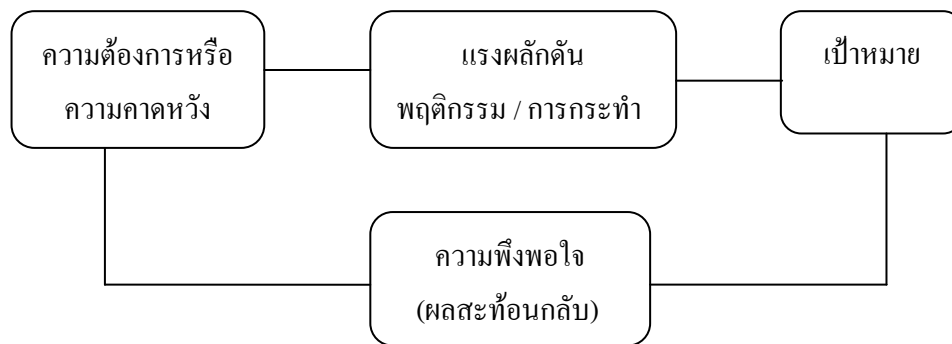 ความต้องการหรือ
ความคาดหวัง
แรงผลักดัน
พฤติกรรม / การกระทำ
เป้าหมาย
ความพึงพอใจ
(ผลสะท้อนกลับ)